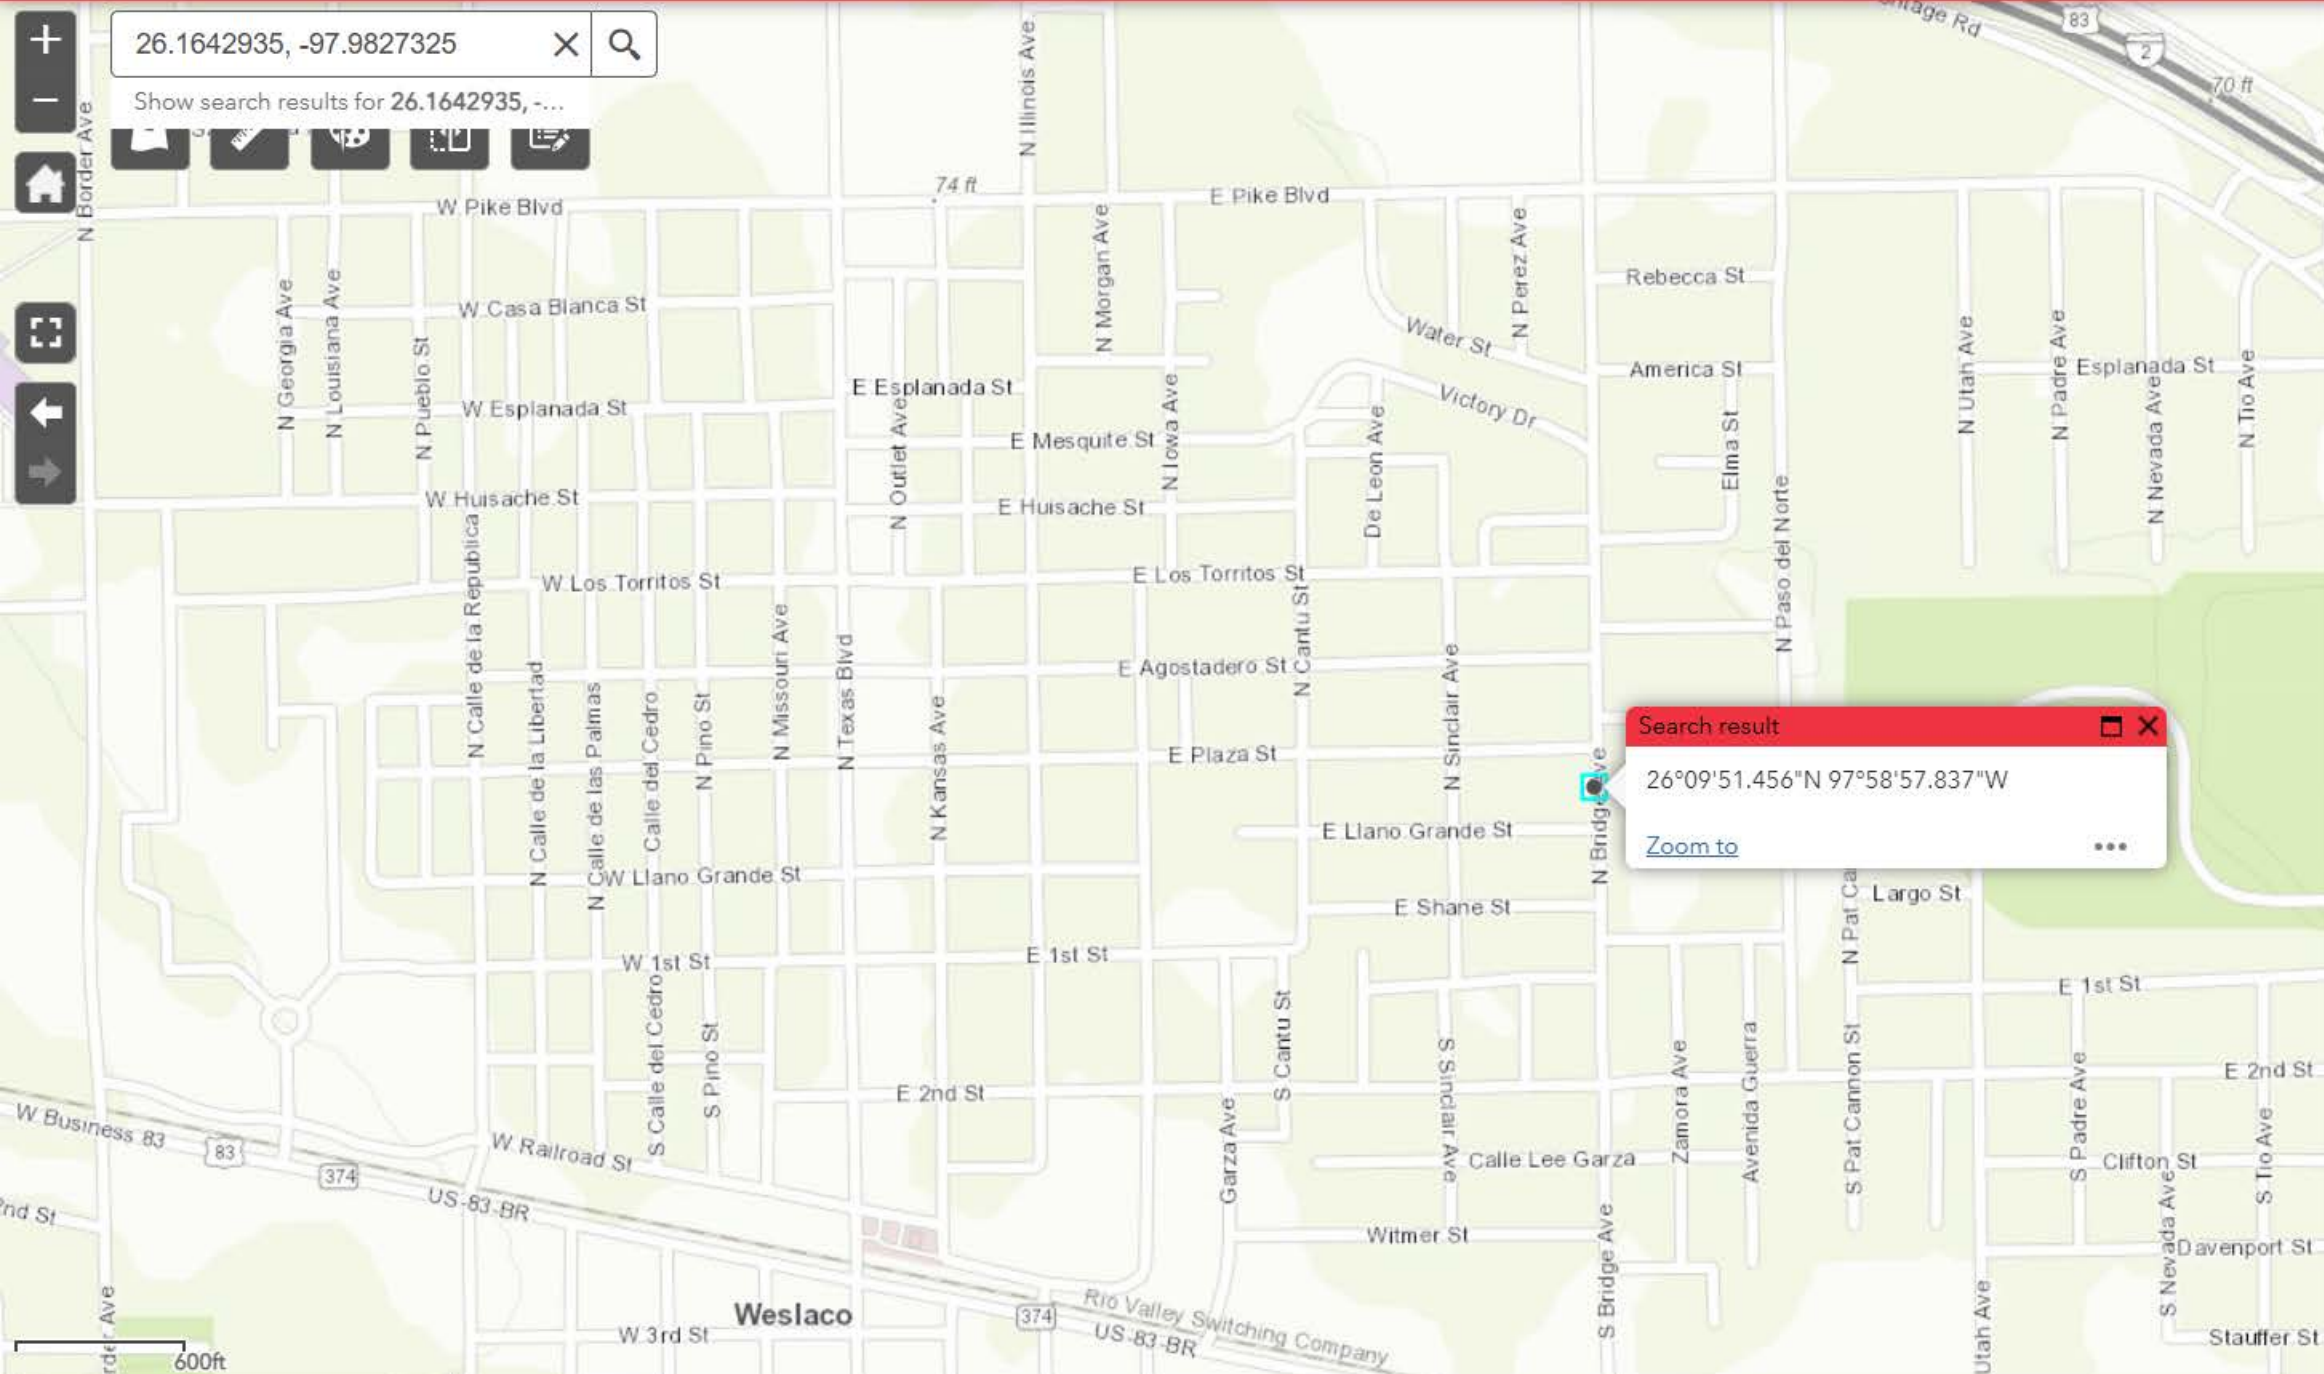 26.1642935, -97.9827325
Show search results for 26.1642935, -...
N Border Ave
N Illinois Ave
83
2
70 ft
74 ft
W Pike Blvd
E Pike Blvd
N Georgia Ave
N Louisiana Ave
N Pueblo St
W Casa Blanca St
N Morgan Ave
N Perez Ave
Rebecca St
Water St
America St
Victory Dr
Elma St
N Utah Ave
N Padre Ave
Esplanada St
N Nevada Ave
N Tio Ave
E Esplanada St
W Esplanada St
N Outlet Ave
E Mesquite St
N Iowa Ave
De Leon Ave
W Huisache St
E Huisache St
N Calle de la Republica
W Los Torritos St
E Los Torritos St
N Cantu St
N Paso del Norte
N Missouri Ave
N Texas Blvd
N Calle de la Libertad
N Calle de las Palmas
Calle del Cedro
N Pino St
N Kansas Ave
E Agostadero St
N Sinclair Ave
E Plaza St
Search result
26°09'51.456"N 97°58'57.837"W
Zoom to
N Bridge Ave
E Llano Grande St
W Llano Grande St
E Shane St
N Pat Ca
Largo St
W 1st St
E 1st St
E 1st St
S Calle del Cedro
S Pino St
S Cantu St
S Sinclair Ave
Zamora Ave
Avenida Guerra
S Pat Cannon St
S Padre Ave
E 2nd St
E 2nd St
W Business 83
83
374
W Railroad St
US-83-BR
Garza Ave
Calle Lee Garza
Clifton St
S Tio Ave
S Nevada Ave
2nd St
Witmer St
S Bridge Ave
Davenport St
Utah Ave
Weslaco
W 3rd St
374
Rio Valley Switching Company
US-83-BR
Stauffer St
600ft